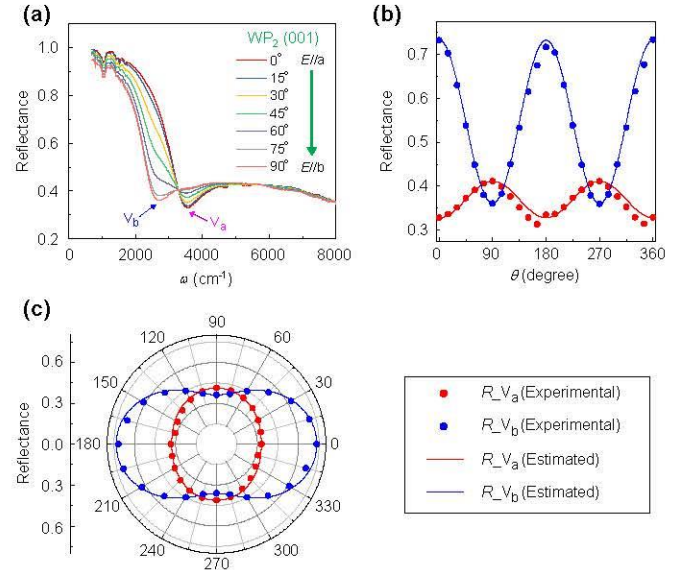 (a)
WP2 (001)
0°
15°
30°
45°
60°
75°
90°
E//a
E//b
Vb
Va
1.0
0.8
0.6
0.4
0.2
0
2000
4000
6000
8000
Reflectance
ω (cm-1)
(b)
0.7
0.6
0.5
0.4
0.3
0
90
180
270
360
Reflectance
θ (degree)
(c)
0.6
0.3
0.0
0.3
0.6
Reflectance
90
60
30
0
330
300
270
240
210
-180
150
120
R_Va(Experimental)
R_Vb(Experimental)
R_Va(Estimated)
R_Vb(Estimated)